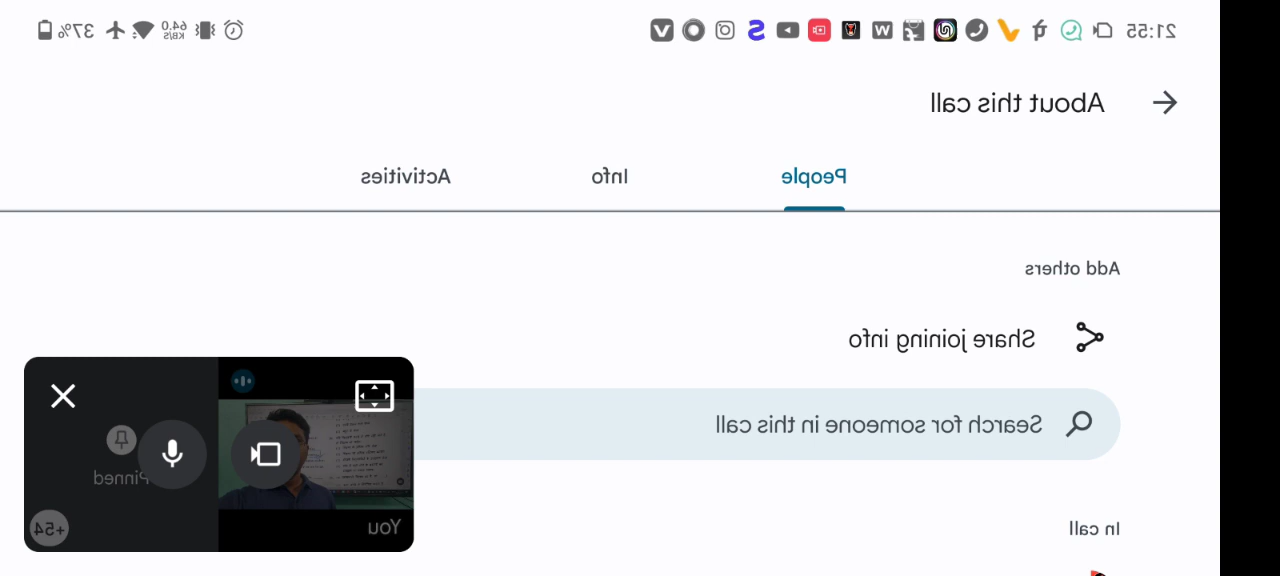 21:55
64.0 KB/S
37%
About this call
People Info Activities
Add others
Share joining info
Search for someone in this call
Pinned
You
+54
In call